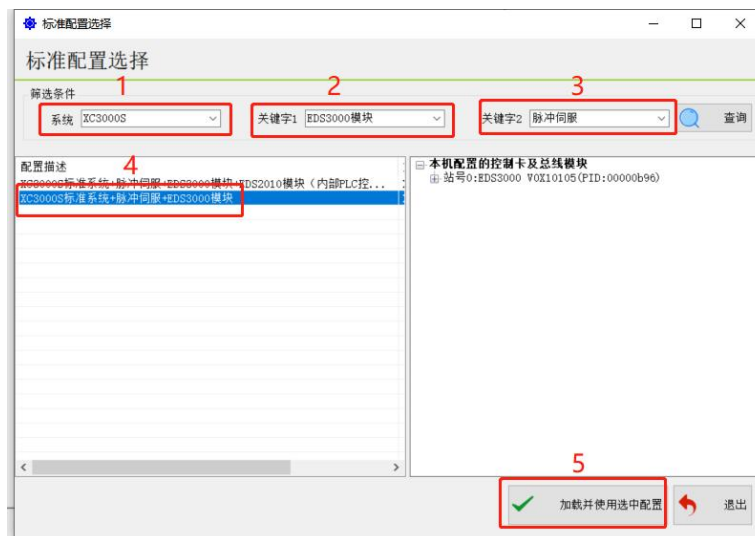 标准配置选择
标准配置选择
1 2 3
筛选条件
系统 XC3000S 关键字1 EDS3000模块 关键字2 脉冲伺服 查询
4
配置描述
XC3000S标准系统+脉冲伺服+EDS3000模块+EDS2010模块（内部PLC控...
XC3000S标准系统+脉冲伺服+EDS3000模块
本机配置的控制卡及总线模块
站号0:EDS3000 V0X10105(PID:00000b96)
5
加载并使用选中配置 退出